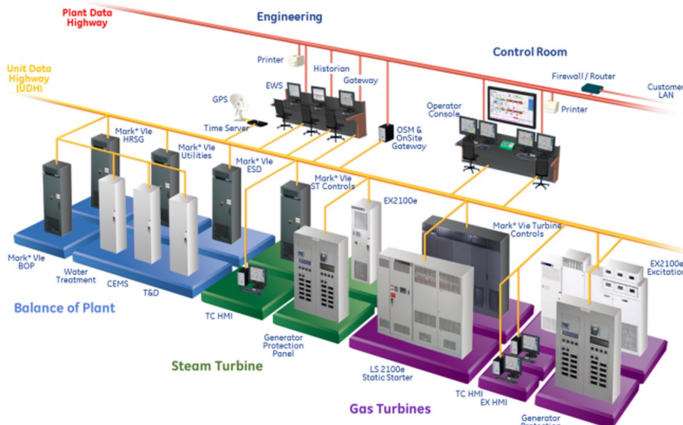 Plant Data
Highway
(red)
Engineering
Control Room
Unit Data
Highway
(UDH)
Printer
Historian
EWS
Gateway
GPS
Time Server
Firewall / Router
Customer
LAN
Printer
Operator
Console
OSM &
OnSite
Gateway
Mark* VIe
HRSG
Mark* VIe
Utilities
Mark* VIe
ESD
Mark* VIe
ST Controls
EX2100e
Mark* VIe Turbine
Controls
EX2100e
Excitation
Mark* VIe
BOP
Water
Treatment
CEMS
T&D
TC HMI
Generator
Protection
Panel
LS 2100e
Static Starter
TC HMI
EX HMI
Generator
Balance of Plant
Steam Turbine
Gas Turbines